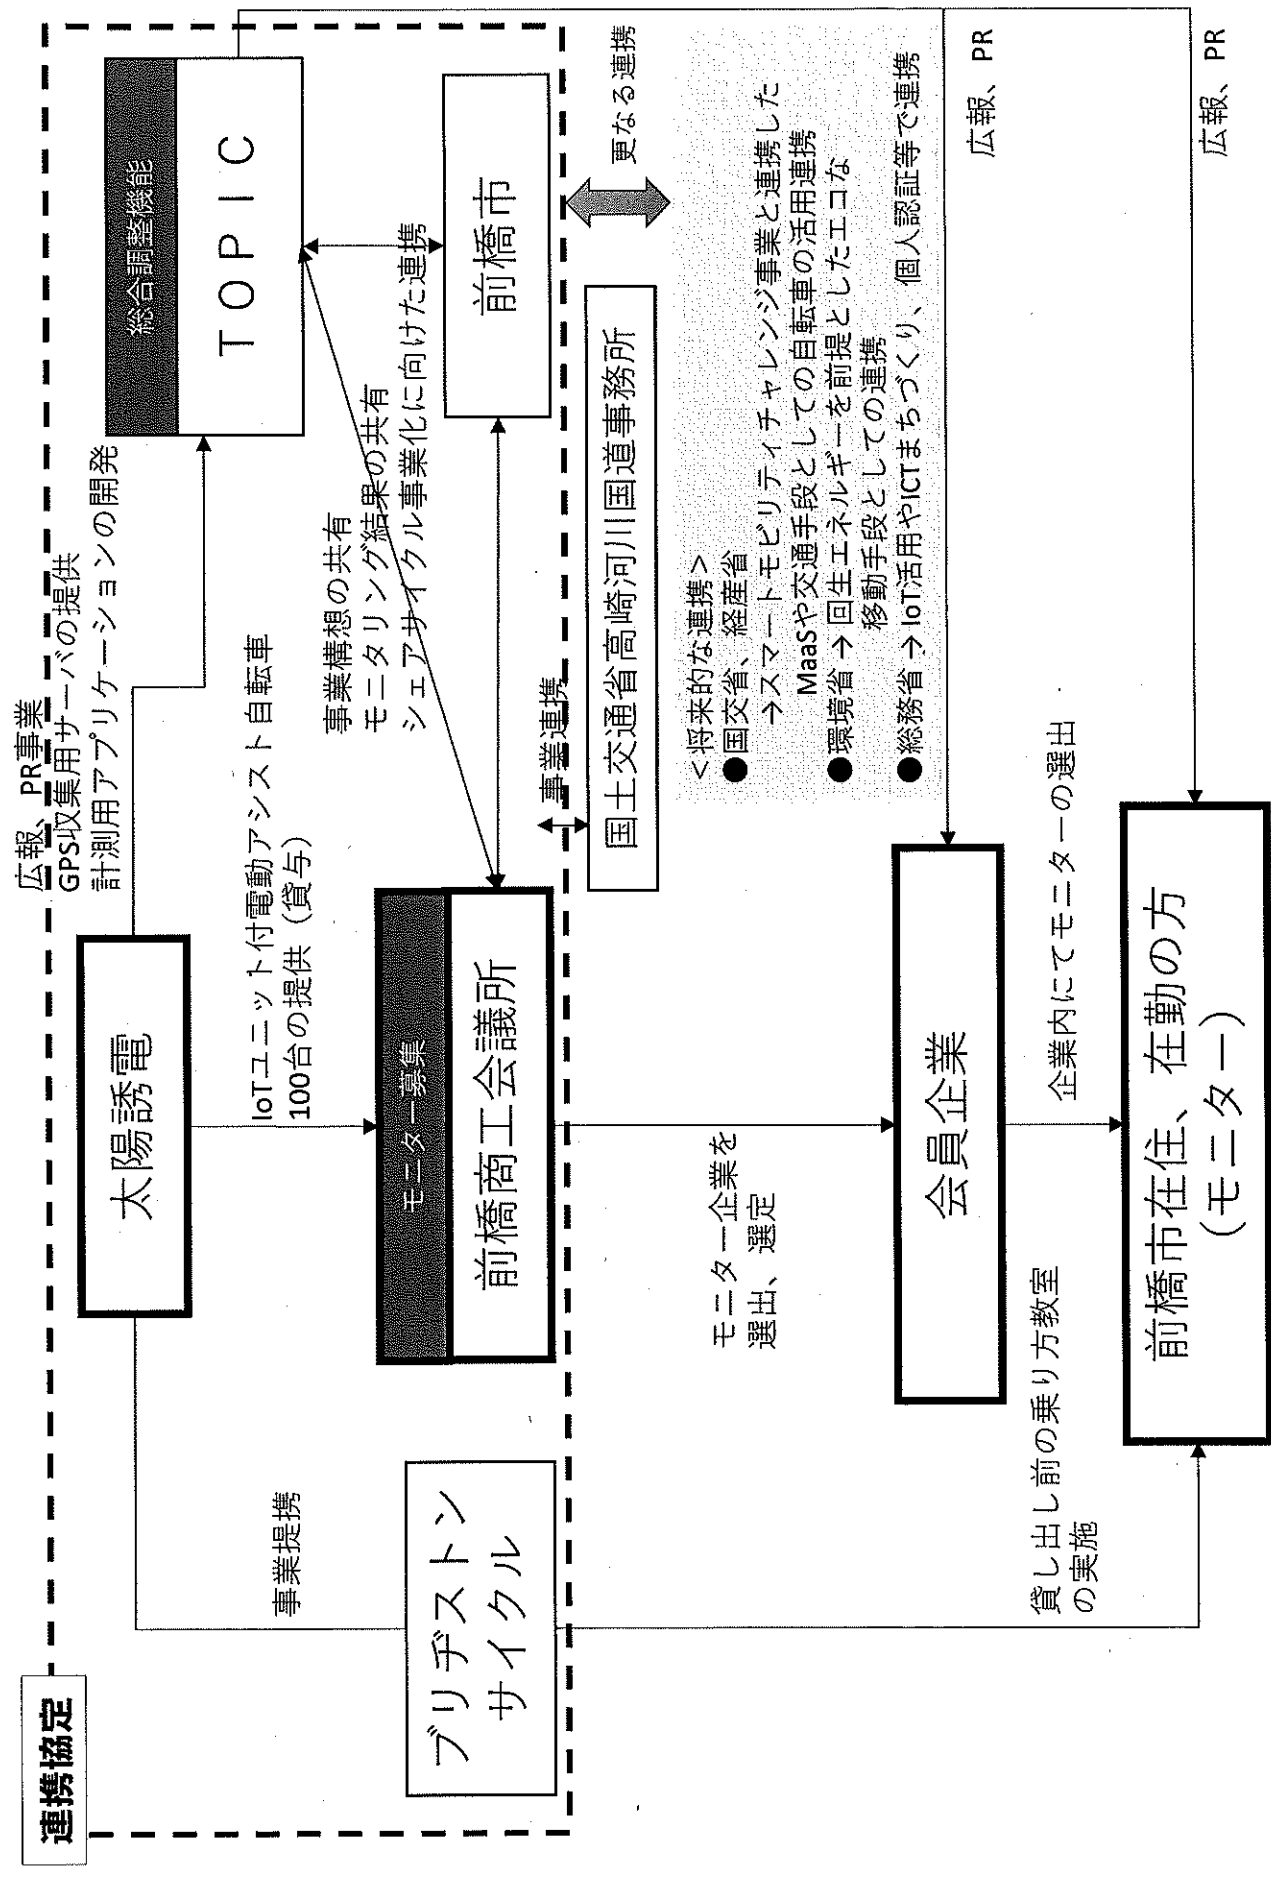 連携協定
広報、PR事業
GPS収集用サーバの提供
計測用アプリケーションの開発
太陽誘電
総合調整機能
TOPIC
事業提携
IoTユニット付電動アシスト自転車
100台の提供（貸与）
事業構想の共有
モニタリング結果の共有
シェアサイクル事業化に向けた連携
ブリヂストン
サイクル
モニター募集
前橋商工会議所
前橋市
事業連携
更なる連携
国土交通省高崎河川国道事務所
＜将来的な連携＞
●国交省、経産省
→スマートモビリティチャレンジ事業と連携した
MaaSや交通手段としての自転車の活用連携
●環境省→回生エネルギーを前提としたエコな
移動手段としての連携
●総務省→IoT活用やICTまちづくり、個人認証等で連携
モニター企業を
選出、選定
会員企業
広報、PR
貸し出し前の乗り方教室
の実施
企業内にてモニターの選出
広報、PR
前橋市在住、在勤の方
（モニター）